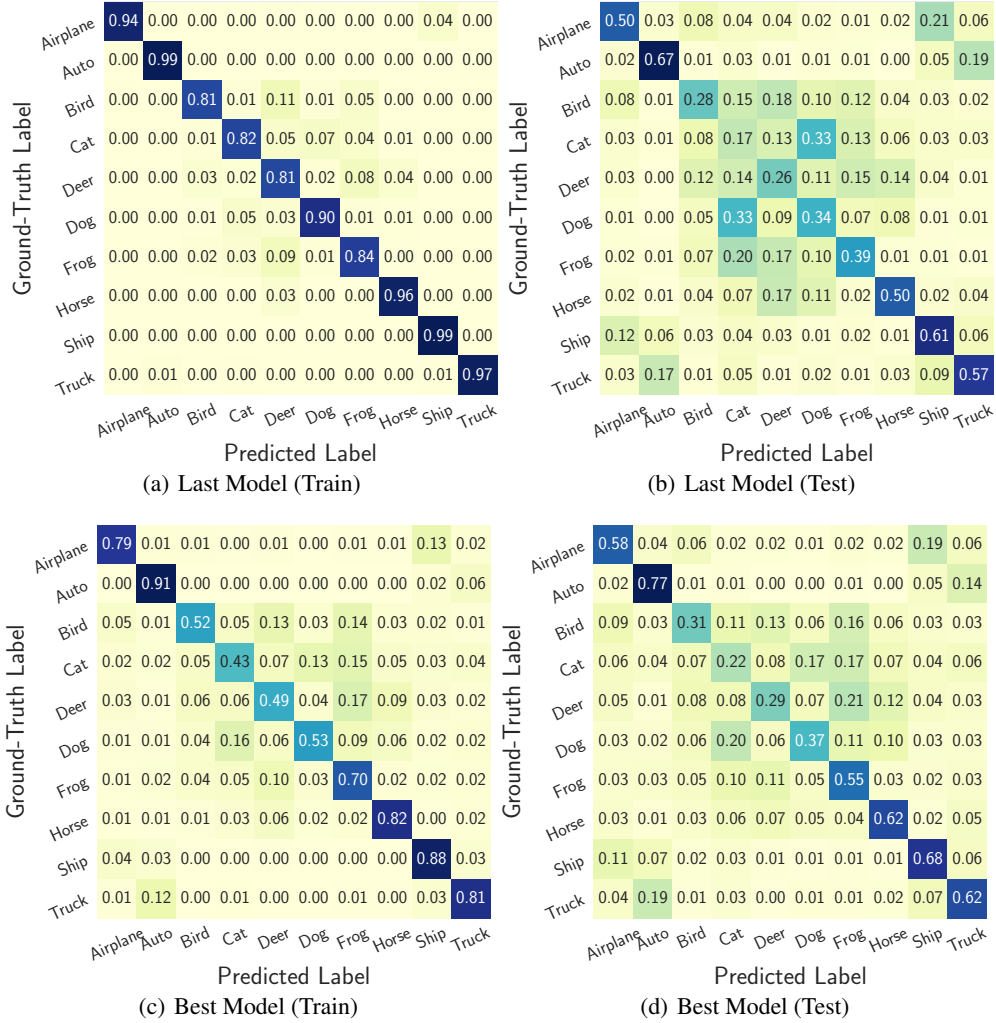 Ground-Truth Label
Airplane 0.94 0.00 0.00 0.00 0.00 0.00 0.00 0.00 0.04 0.00
Auto 0.00 0.99 0.00 0.00 0.00 0.00 0.00 0.00 0.00 0.00
Bird 0.00 0.00 0.81 0.01 0.11 0.01 0.05 0.00 0.00 0.00
Cat 0.00 0.00 0.01 0.82 0.05 0.07 0.04 0.01 0.00 0.00
Deer 0.00 0.00 0.03 0.02 0.81 0.02 0.08 0.04 0.00 0.00
Dog 0.00 0.00 0.01 0.05 0.03 0.90 0.01 0.01 0.00 0.00
Frog 0.00 0.00 0.02 0.03 0.09 0.01 0.84 0.00 0.00 0.00
Horse 0.00 0.00 0.00 0.00 0.03 0.00 0.00 0.96 0.00 0.00
Ship 0.00 0.00 0.00 0.00 0.00 0.00 0.00 0.00 0.99 0.00
Truck 0.00 0.01 0.00 0.00 0.00 0.00 0.00 0.00 0.01 0.97
Airplane Auto Bird Cat Deer Dog Frog Horse Ship Truck
Predicted Label
(a) Last Model (Train)
Ground-Truth Label
Airplane 0.50 0.03 0.08 0.04 0.04 0.02 0.01 0.02 0.21 0.06
Auto 0.02 0.67 0.01 0.03 0.01 0.01 0.01 0.00 0.05 0.19
Bird 0.08 0.01 0.28 0.15 0.18 0.10 0.12 0.04 0.03 0.02
Cat 0.03 0.01 0.08 0.17 0.13 0.33 0.13 0.06 0.03 0.03
Deer 0.03 0.00 0.12 0.14 0.26 0.11 0.15 0.14 0.04 0.01
Dog 0.01 0.00 0.05 0.33 0.09 0.34 0.07 0.08 0.01 0.01
Frog 0.02 0.01 0.07 0.20 0.17 0.10 0.39 0.01 0.01 0.01
Horse 0.02 0.01 0.04 0.07 0.17 0.11 0.02 0.50 0.02 0.04
Ship 0.12 0.06 0.03 0.04 0.03 0.01 0.02 0.01 0.61 0.06
Truck 0.03 0.17 0.01 0.05 0.01 0.02 0.02 0.03 0.09 0.57
Airplane Auto Bird Cat Deer Dog Frog Horse Ship Truck
Predicted Label
(b) Last Model (Test)
Ground-Truth Label
Airplane 0.79 0.01 0.01 0.00 0.01 0.00 0.01 0.01 0.13 0.02
Auto 0.00 0.91 0.00 0.00 0.00 0.00 0.00 0.00 0.02 0.06
Bird 0.05 0.01 0.52 0.05 0.13 0.03 0.14 0.03 0.02 0.01
Cat 0.02 0.02 0.05 0.43 0.07 0.13 0.15 0.05 0.03 0.04
Deer 0.03 0.01 0.06 0.06 0.49 0.04 0.17 0.09 0.03 0.02
Dog 0.01 0.01 0.04 0.16 0.06 0.53 0.09 0.06 0.02 0.02
Frog 0.01 0.02 0.04 0.05 0.10 0.03 0.70 0.02 0.02 0.02
Horse 0.01 0.01 0.01 0.03 0.06 0.02 0.02 0.82 0.00 0.02
Ship 0.04 0.03 0.00 0.00 0.00 0.00 0.00 0.00 0.88 0.03
Truck 0.01 0.12 0.00 0.01 0.00 0.00 0.00 0.00 0.03 0.81
Airplane Auto Bird Cat Deer Dog Frog Horse Ship Truck
Predicted Label
(c) Best Model (Train)
Ground-Truth Label
Airplane 0.58 0.04 0.06 0.02 0.02 0.01 0.01 0.02 0.19 0.06
Auto 0.02 0.77 0.01 0.01 0.00 0.00 0.01 0.00 0.05 0.14
Bird 0.09 0.03 0.31 0.11 0.13 0.06 0.16 0.06 0.03 0.03
Cat 0.06 0.04 0.07 0.22 0.08 0.17 0.17 0.07 0.04 0.06
Deer 0.05 0.01 0.08 0.08 0.29 0.07 0.21 0.12 0.04 0.03
Dog 0.03 0.02 0.06 0.20 0.06 0.37 0.11 0.10 0.03 0.03
Frog 0.03 0.03 0.05 0.10 0.11 0.05 0.55 0.03 0.02 0.03
Horse 0.03 0.01 0.03 0.06 0.07 0.05 0.04 0.62 0.02 0.05
Ship 0.11 0.07 0.02 0.03 0.01 0.01 0.01 0.01 0.68 0.06
Truck 0.04 0.19 0.01 0.03 0.00 0.01 0.02 0.02 0.07 0.62
Airplane Auto Bird Cat Deer Dog Frog Horse Ship Truck
Predicted Label
(d) Best Model (Test)